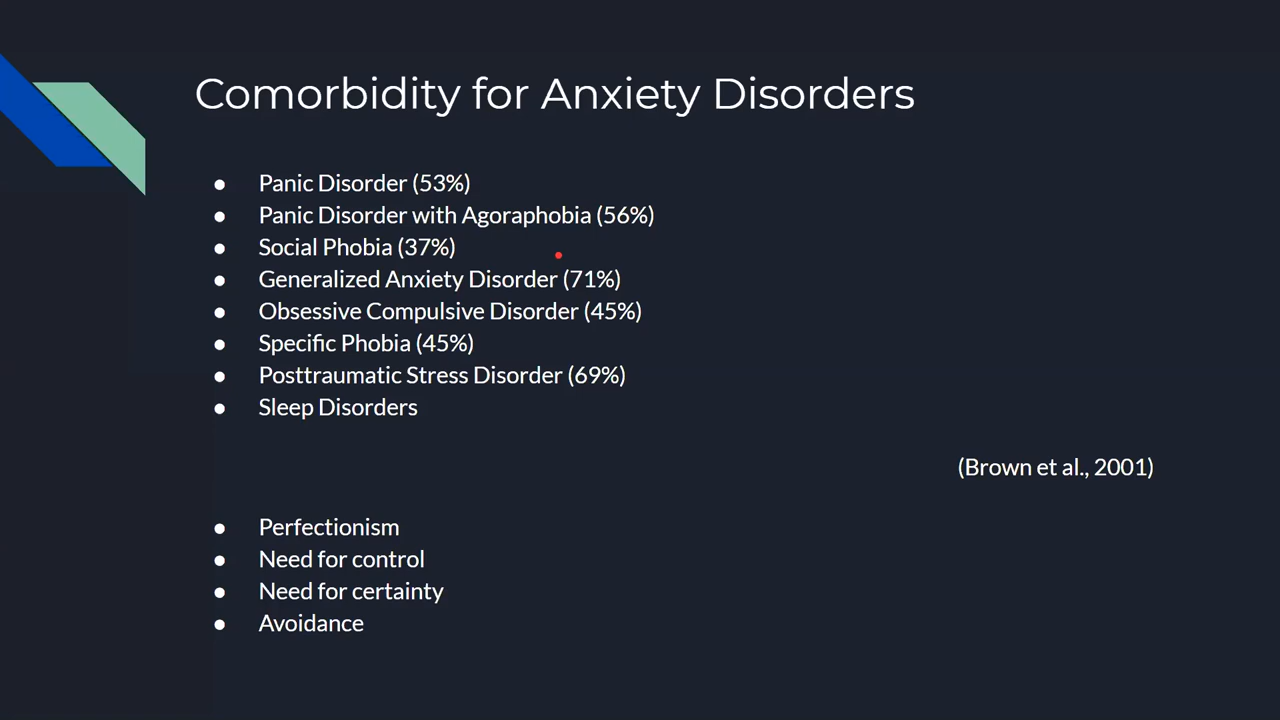 Comorbidity for Anxiety Disorders
● Panic Disorder (53%)
● Panic Disorder with Agoraphobia (56%)
● Social Phobia (37%)
● Generalized Anxiety Disorder (71%)
● Obsessive Compulsive Disorder (45%)
● Specific Phobia (45%)
● Posttraumatic Stress Disorder (69%)
● Sleep Disorders
(Brown et al., 2001)
● Perfectionism
● Need for control
● Need for certainty
● Avoidance